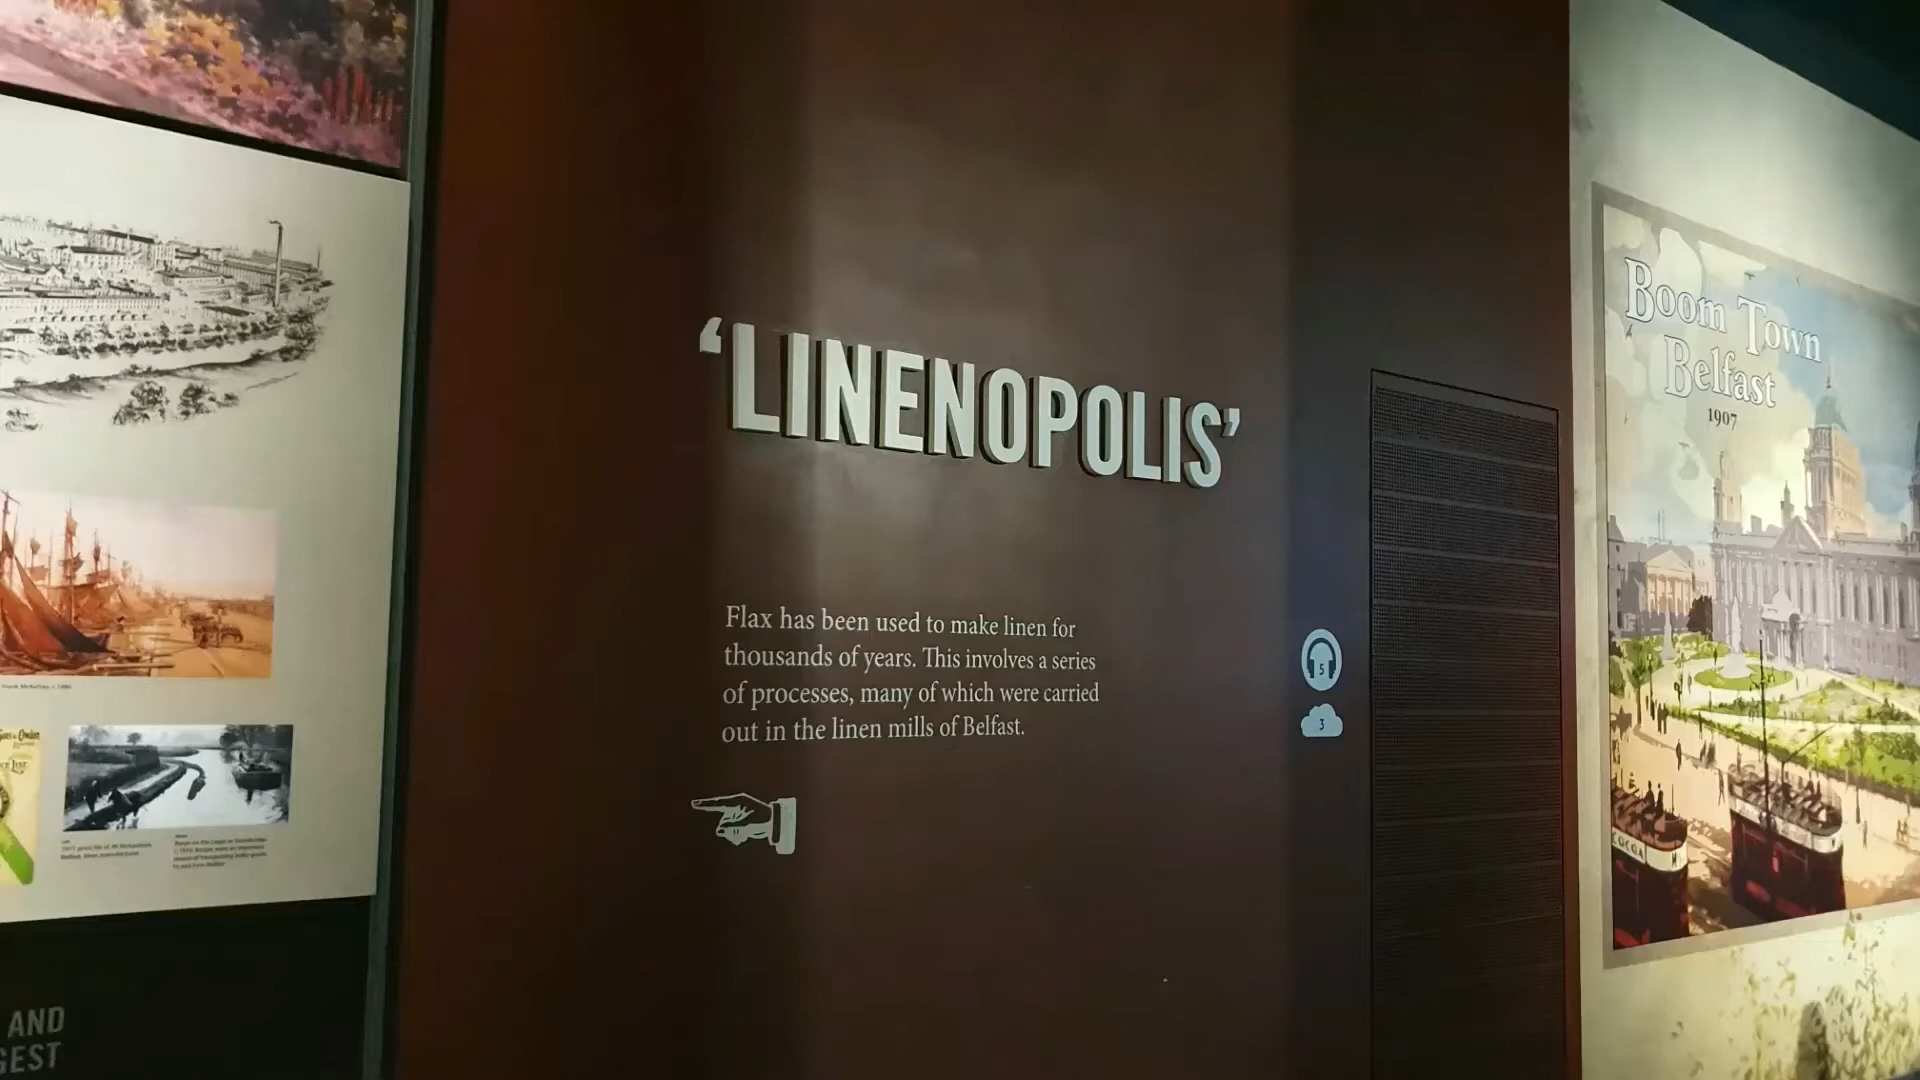 ‘LINENOPOLIS’
Flax has been used to make linen for
thousands of years. This involves a series
of processes, many of which were carried
out in the linen mills of Belfast.
5
3
Boom Town
Belfast
1907
COCOA
AND